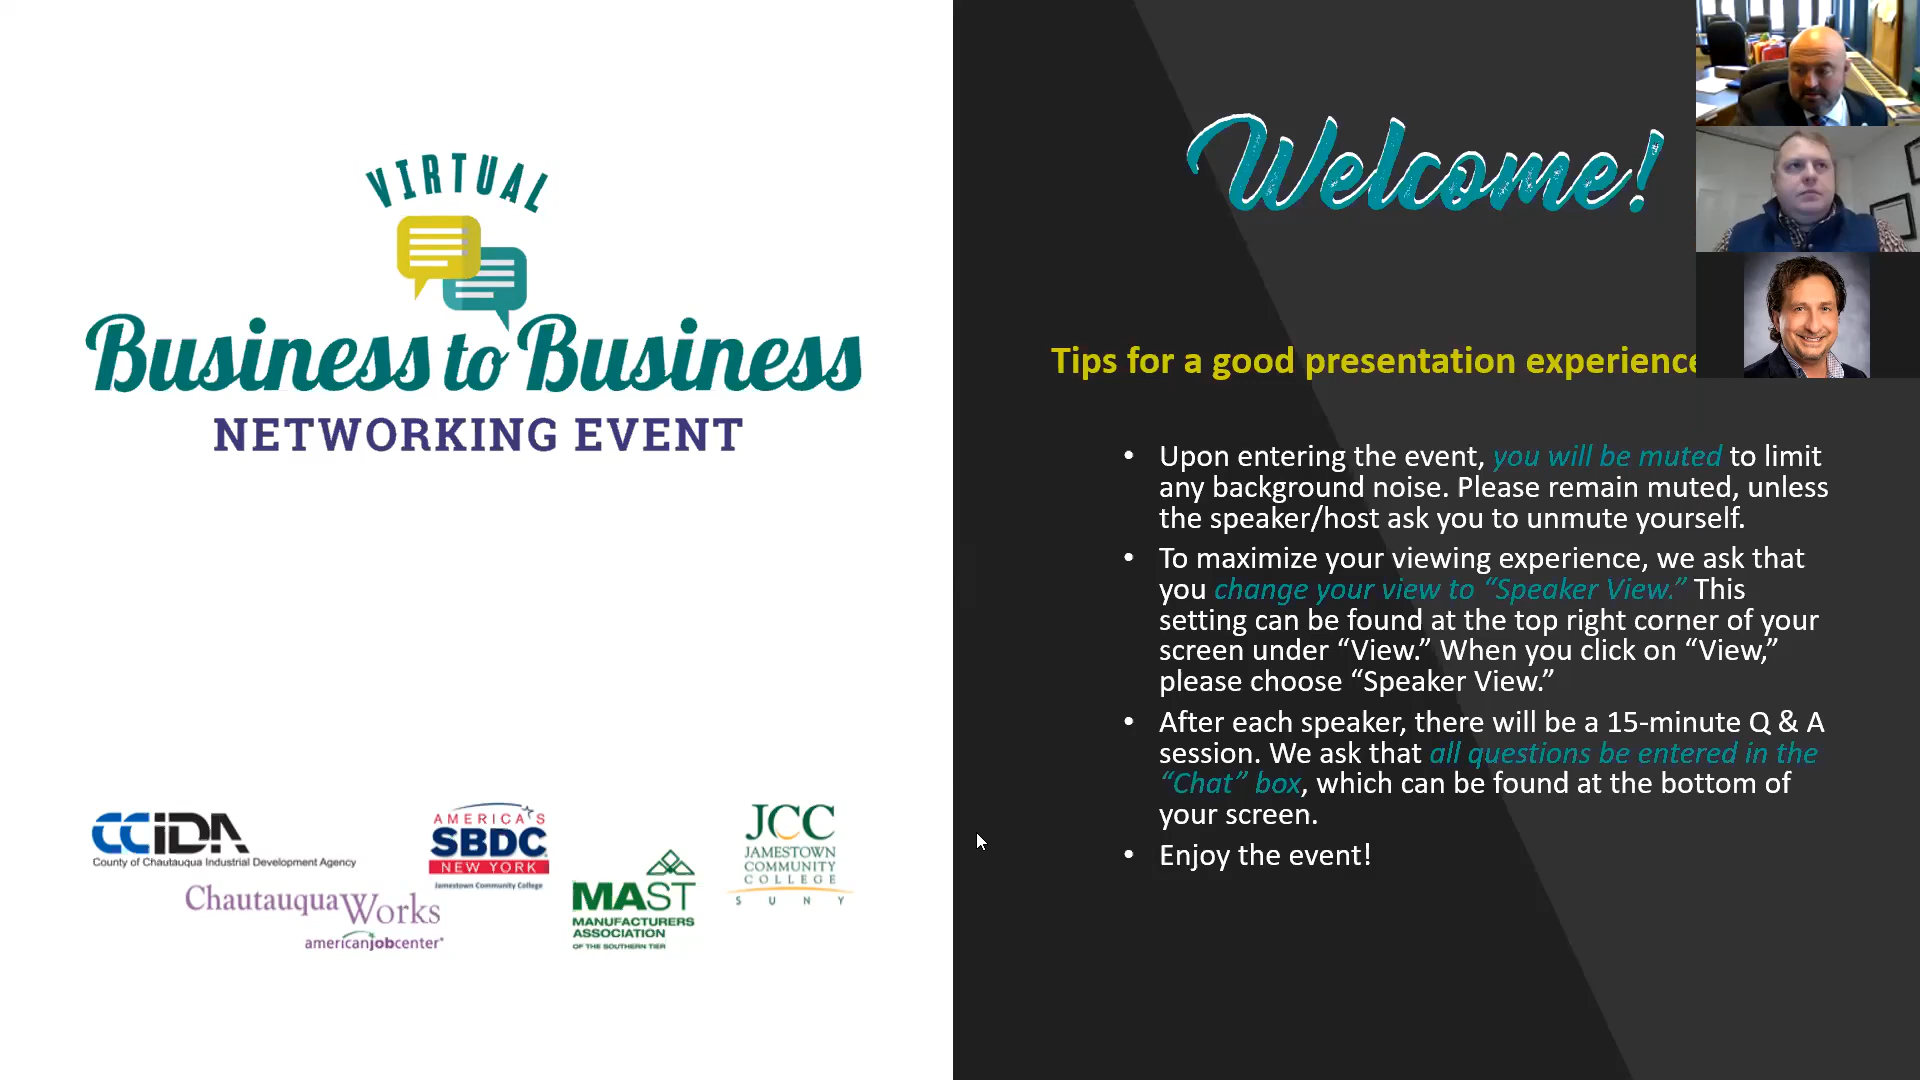 VIRTUAL
Business to Business
NETWORKING EVENT
CCIDA
County of Chautauqua Industrial Development Agency
ChautauquaWorks
americanjobcenter
AMERICA'S
SBDC
NEW YORK
Jamestown Community College
MAST
MANUFACTURERS
ASSOCIATION
OF THE SOUTHERN TIER
JCC
JAMESTOWN
COMMUNITY
COLLEGE
SUNY
Welcome!
Tips for a good presentation experience
• Upon entering the event, you will be muted to limit
any background noise. Please remain muted, unless
the speaker/host ask you to unmute yourself.
• To maximize your viewing experience, we ask that
you change your view to “Speaker View.” This
setting can be found at the top right corner of your
screen under “View.” When you click on “View,”
please choose “Speaker View.”
• After each speaker, there will be a 15-minute Q & A
session. We ask that all questions be entered in the
“Chat” box, which can be found at the bottom of
your screen.
• Enjoy the event!